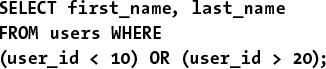 SELECT first_name, last_name
FROM users WHERE
(user_id < 10) OR (user_id > 20);